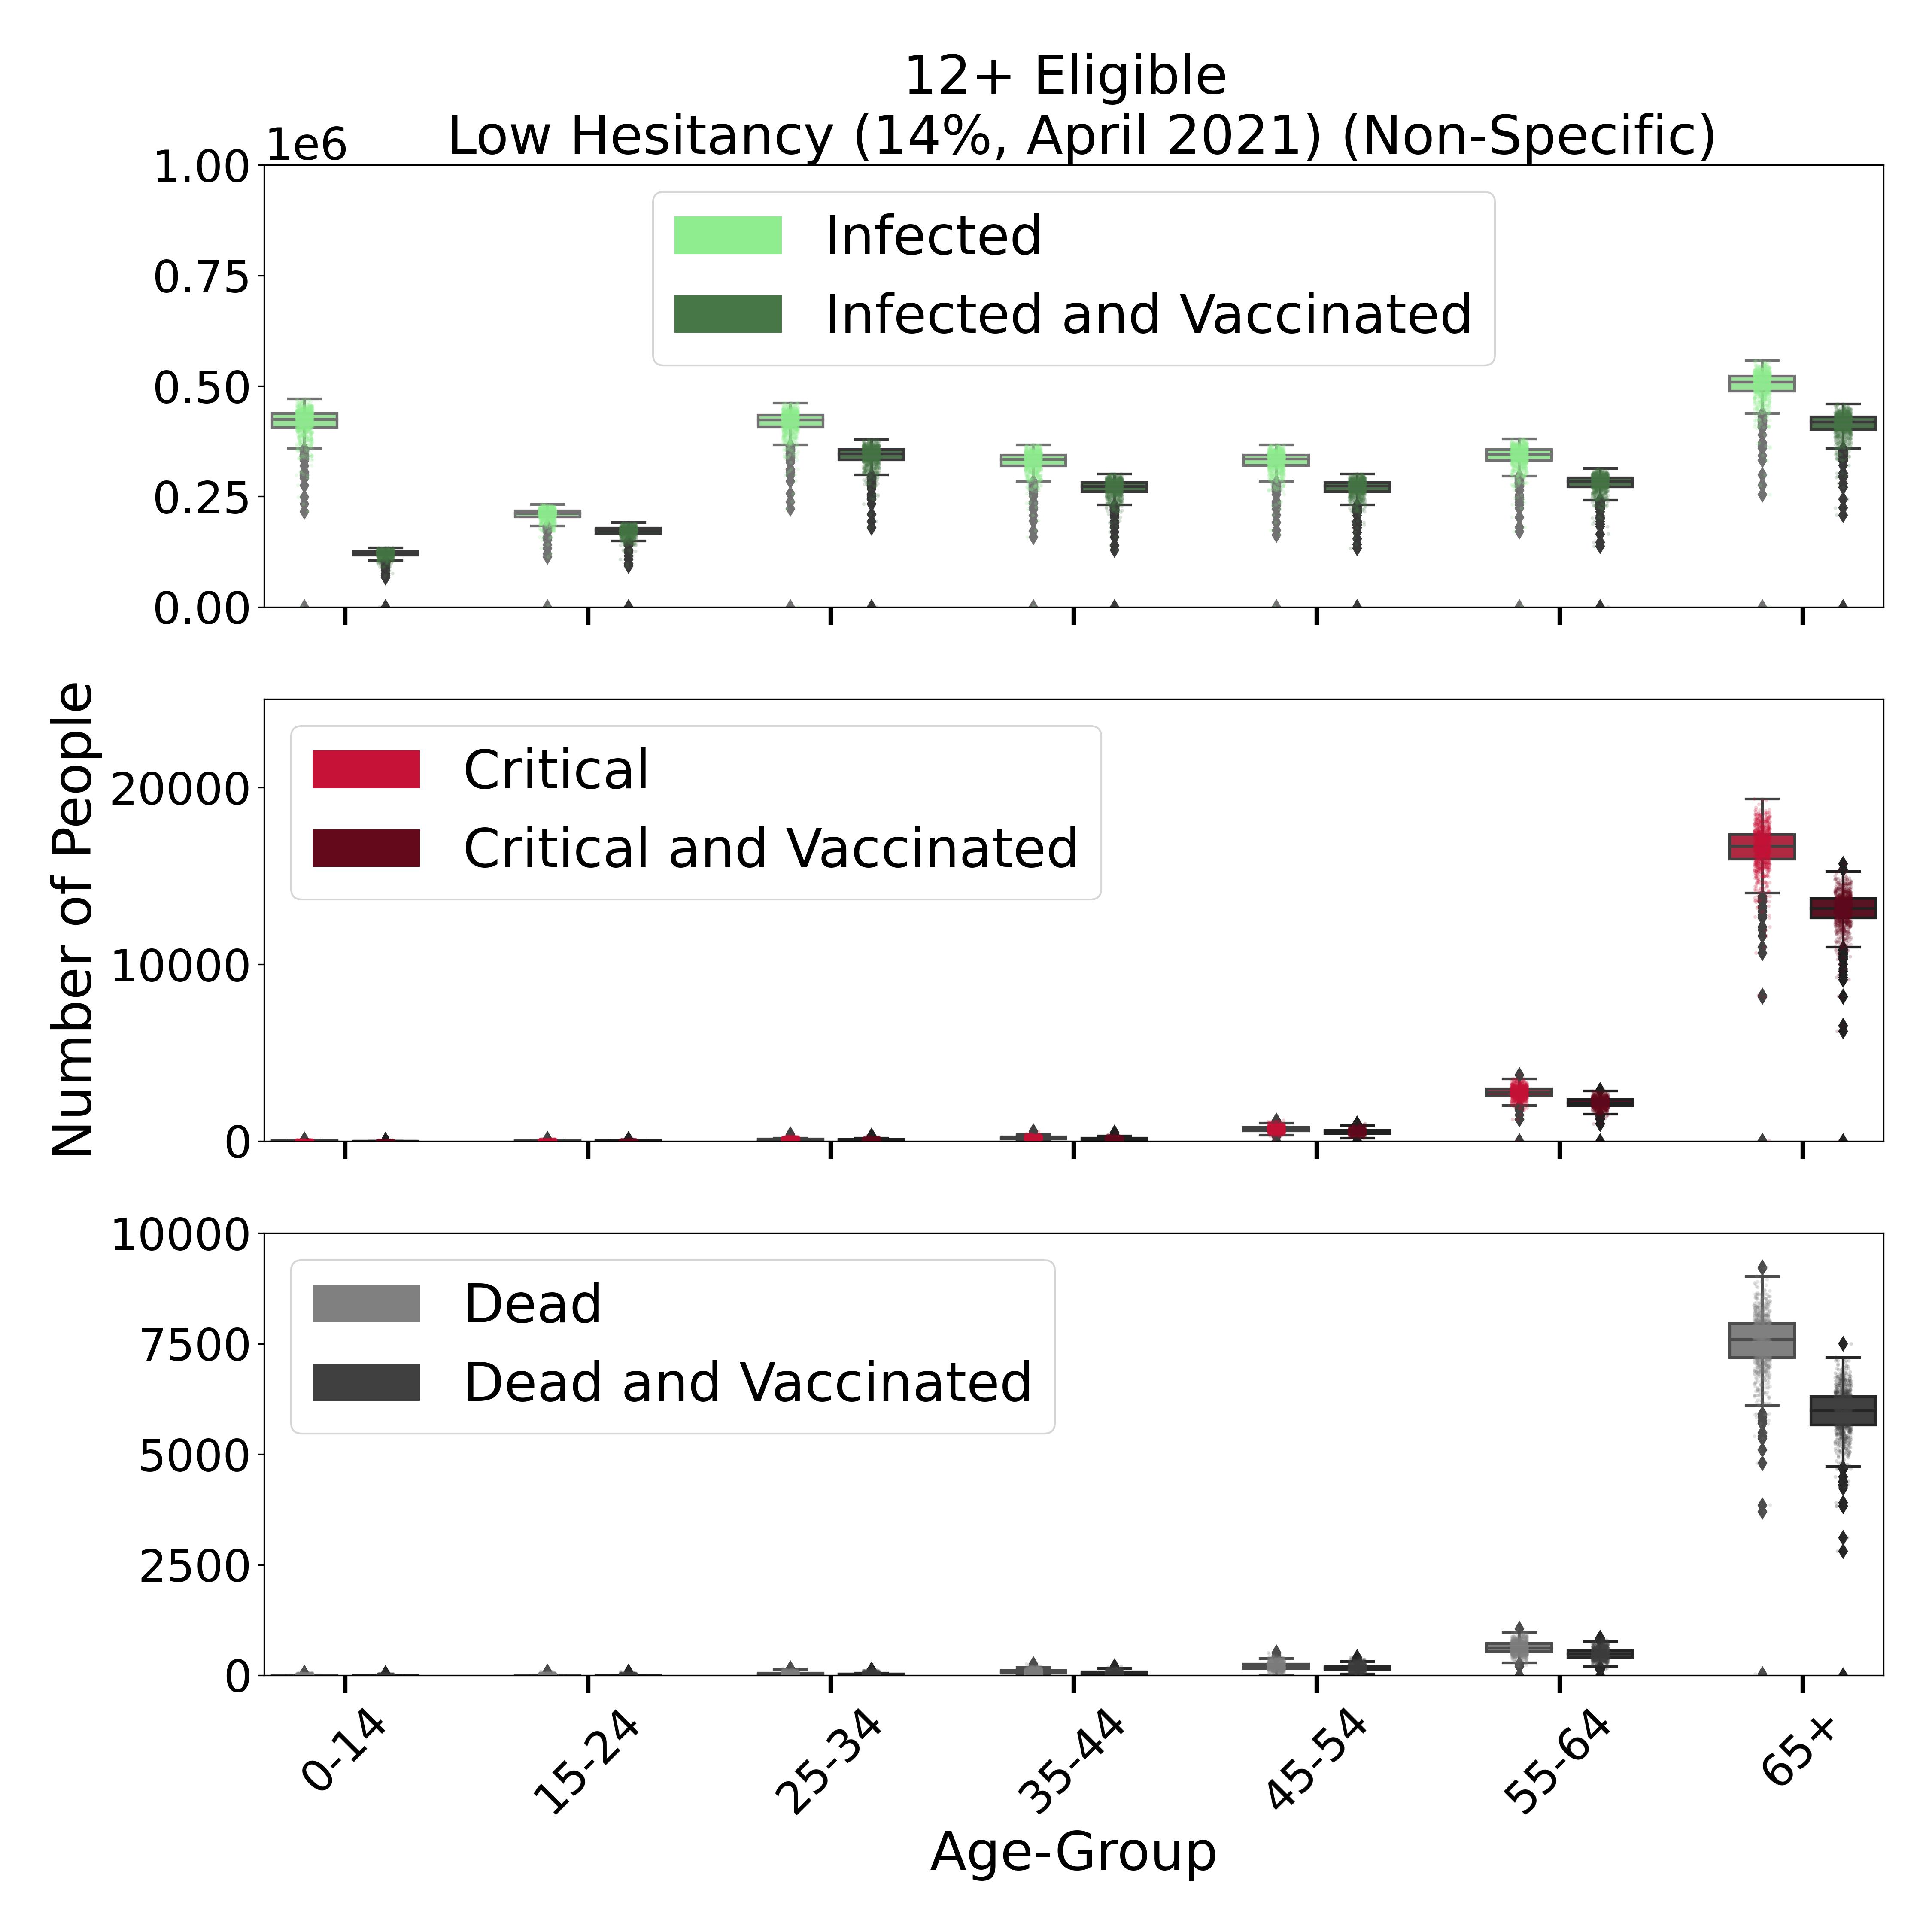 12+ Eligible
Low Hesitancy (14%, April 2021) (Non-Specific)
1e6
1.00
0.75
0.50
0.25
0.00
Infected
Infected and Vaccinated
Number of People
20000
10000
0
Critical
Critical and Vaccinated
10000
7500
5000
2500
0
Dead
Dead and Vaccinated
0-14
15-24
25-34
35-44
45-54
55-64
65+
Age-Group